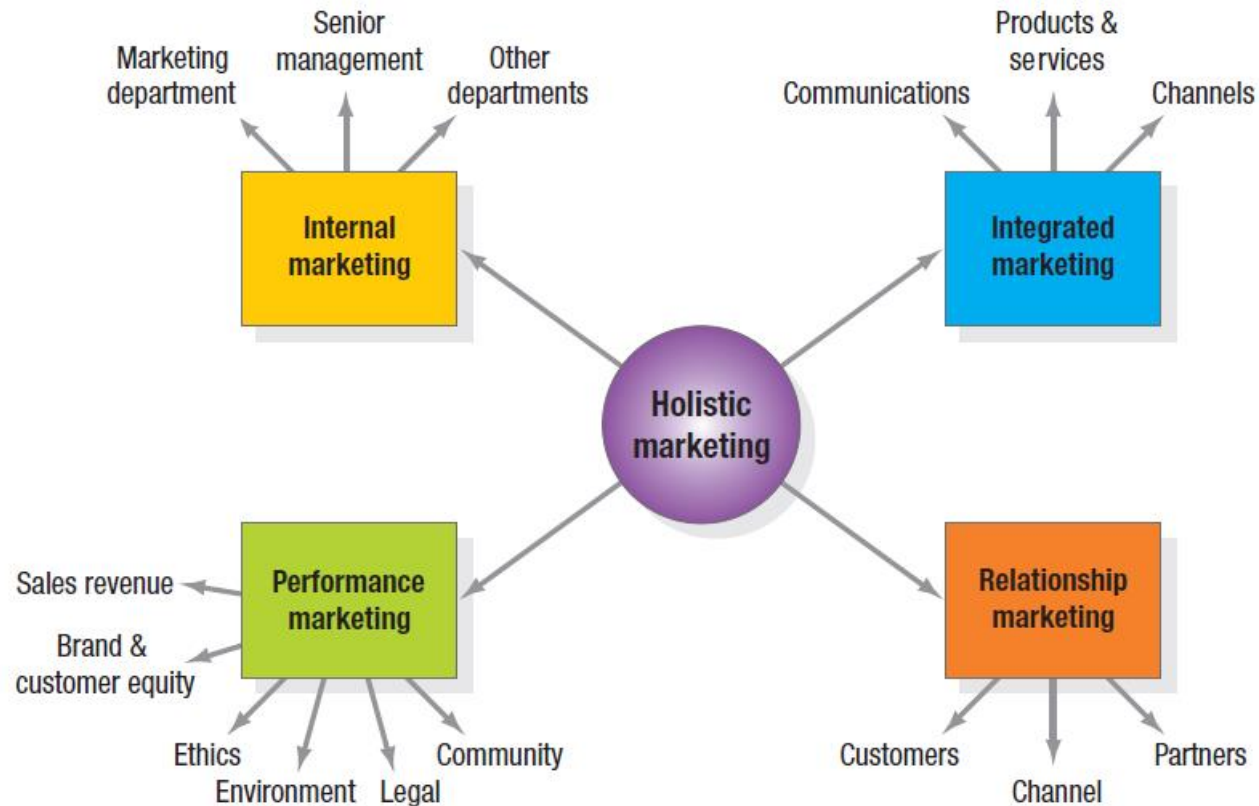 Senior
management
Marketing
department
Other
departments
Products &
services
Communications
Channels
Internal
marketing
Integrated
marketing
Holistic
marketing
Performance
marketing
Sales revenue
Brand &
customer equity
Ethics
Environment
Legal
Community
Relationship
marketing
Customers
Channel
Partners